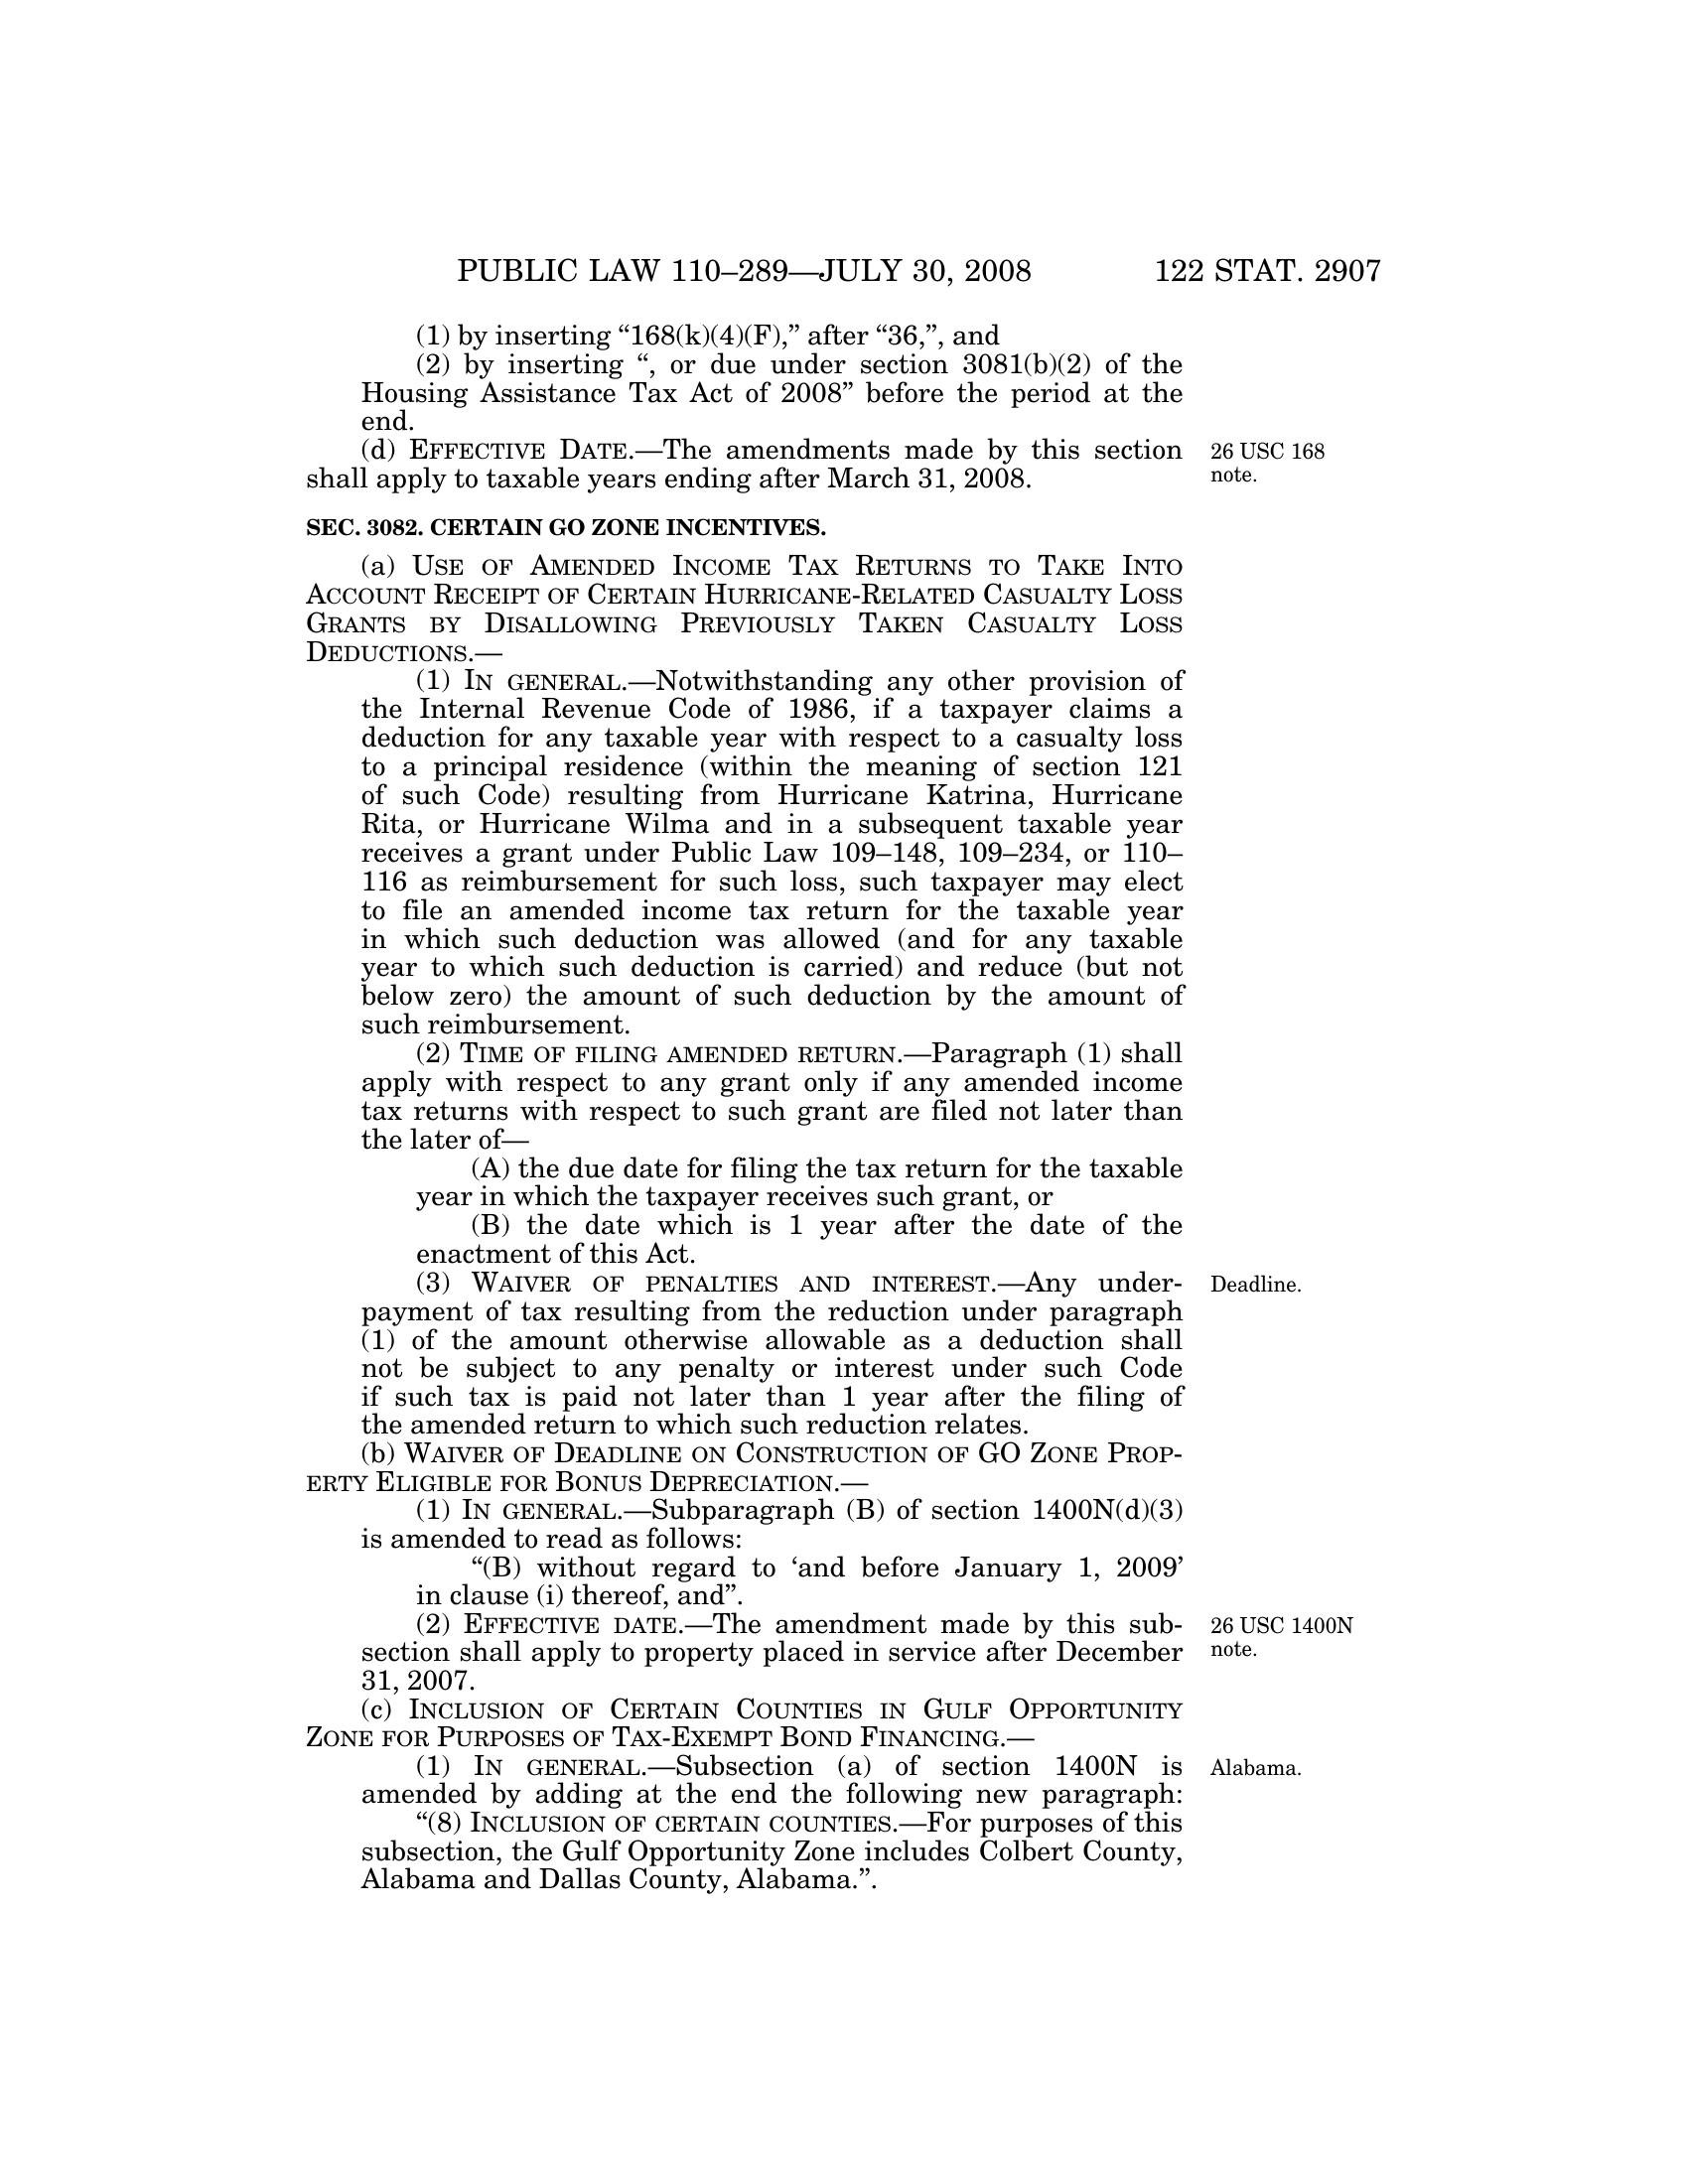 PUBLIC LAW 110–289—JULY 30, 2008 122 STAT. 2907
(1) by inserting “168(k)(4)(F),” after “36,”, and
(2) by inserting “, or due under section 3081(b)(2) of the
Housing Assistance Tax Act of 2008” before the period at the
end.
(d) EFFECTIVE DATE.—The amendments made by this section
shall apply to taxable years ending after March 31, 2008.
26 USC 168
note.
SEC. 3082. CERTAIN GO ZONE INCENTIVES.
(a) USE OF AMENDED INCOME TAX RETURNS TO TAKE INTO
ACCOUNT RECEIPT OF CERTAIN HURRICANE-RELATED CASUALTY LOSS
GRANTS BY DISALLOWING PREVIOUSLY TAKEN CASUALTY LOSS
DEDUCTIONS.—
(1) IN GENERAL.—Notwithstanding any other provision of
the Internal Revenue Code of 1986, if a taxpayer claims a
deduction for any taxable year with respect to a casualty loss
to a principal residence (within the meaning of section 121
of such Code) resulting from Hurricane Katrina, Hurricane
Rita, or Hurricane Wilma and in a subsequent taxable year
receives a grant under Public Law 109–148, 109–234, or 110–
116 as reimbursement for such loss, such taxpayer may elect
to file an amended income tax return for the taxable year
in which such deduction was allowed (and for any taxable
year to which such deduction is carried) and reduce (but not
below zero) the amount of such deduction by the amount of
such reimbursement.
(2) TIME OF FILING AMENDED RETURN.—Paragraph (1) shall
apply with respect to any grant only if any amended income
tax returns with respect to such grant are filed not later than
the later of—
(A) the due date for filing the tax return for the taxable
year in which the taxpayer receives such grant, or
(B) the date which is 1 year after the date of the
enactment of this Act.
(3) WAIVER OF PENALTIES AND INTEREST.—Any under-
payment of tax resulting from the reduction under paragraph
(1) of the amount otherwise allowable as a deduction shall
not be subject to any penalty or interest under such Code
if such tax is paid not later than 1 year after the filing of
the amended return to which such reduction relates.
Deadline.
(b) WAIVER OF DEADLINE ON CONSTRUCTION OF GO ZONE PROP-
ERTY ELIGIBLE FOR BONUS DEPRECIATION.—
(1) IN GENERAL.—Subparagraph (B) of section 1400N(d)(3)
is amended to read as follows:
“(B) without regard to ‘and before January 1, 2009’
in clause (i) thereof, and”.
(2) EFFECTIVE DATE.—The amendment made by this sub-
section shall apply to property placed in service after December
31, 2007.
26 USC 1400N
note.
(c) INCLUSION OF CERTAIN COUNTIES IN GULF OPPORTUNITY
ZONE FOR PURPOSES OF TAX-EXEMPT BOND FINANCING.—
(1) IN GENERAL.—Subsection (a) of section 1400N is
amended by adding at the end the following new paragraph:
“(8) INCLUSION OF CERTAIN COUNTIES.—For purposes of this
subsection, the Gulf Opportunity Zone includes Colbert County,
Alabama and Dallas County, Alabama.”.
Alabama.